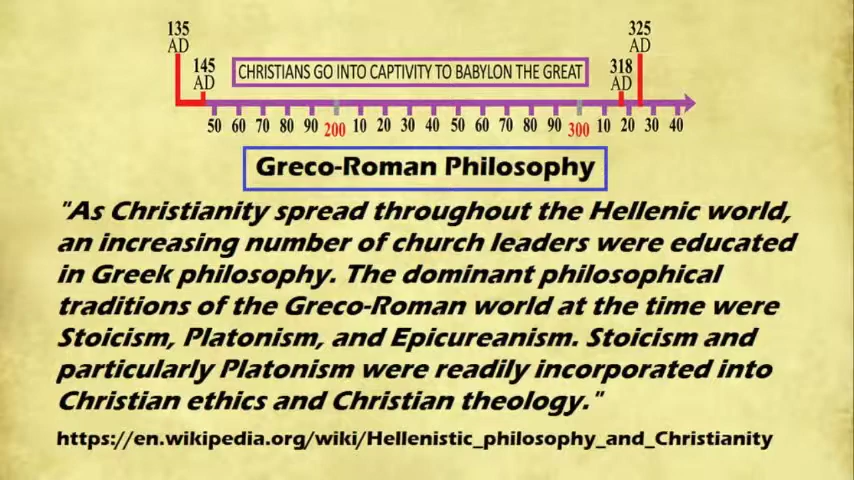 135
AD
325
AD
145
AD
CHRISTIANS GO INTO CAPTIVITY TO BABYLON THE GREAT
318
AD
50 60 70 80 90 200 10 20 30 40 50 60 70 80 90 300 10 20 30 40
Greco-Roman Philosophy
"As Christianity spread throughout the Hellenic world,
an increasing number of church leaders were educated
in Greek philosophy. The dominant philosophical
traditions of the Greco-Roman world at the time were
Stoicism, Platonism, and Epicureanism. Stoicism and
particularly Platonism were readily incorporated into
Christian ethics and Christian theology."
https://en.wikipedia.org/wiki/Hellenistic_philosophy_and_Christianity